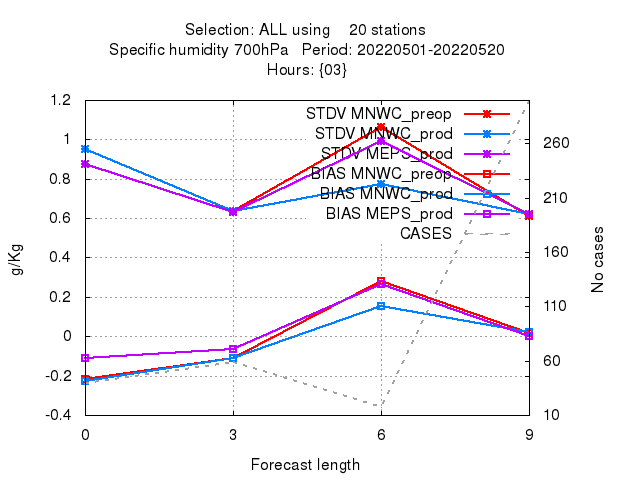 Selection: ALL using 20 stations
Specific humidity 700hPa Period: 20220501-20220520
Hours: {03}
1.2
1
0.8
0.6
0.4
0.2
0
-0.2
-0.4
g/Kg
STDV MNWC_preop
STDV MNWC_prod
STDV MEPS_prod
BIAS MNWC_preop
BIAS MNWC_prod
BIAS MEPS_prod
CASES
260
210
160
110
60
10
No cases
0 3 6 9
Forecast length